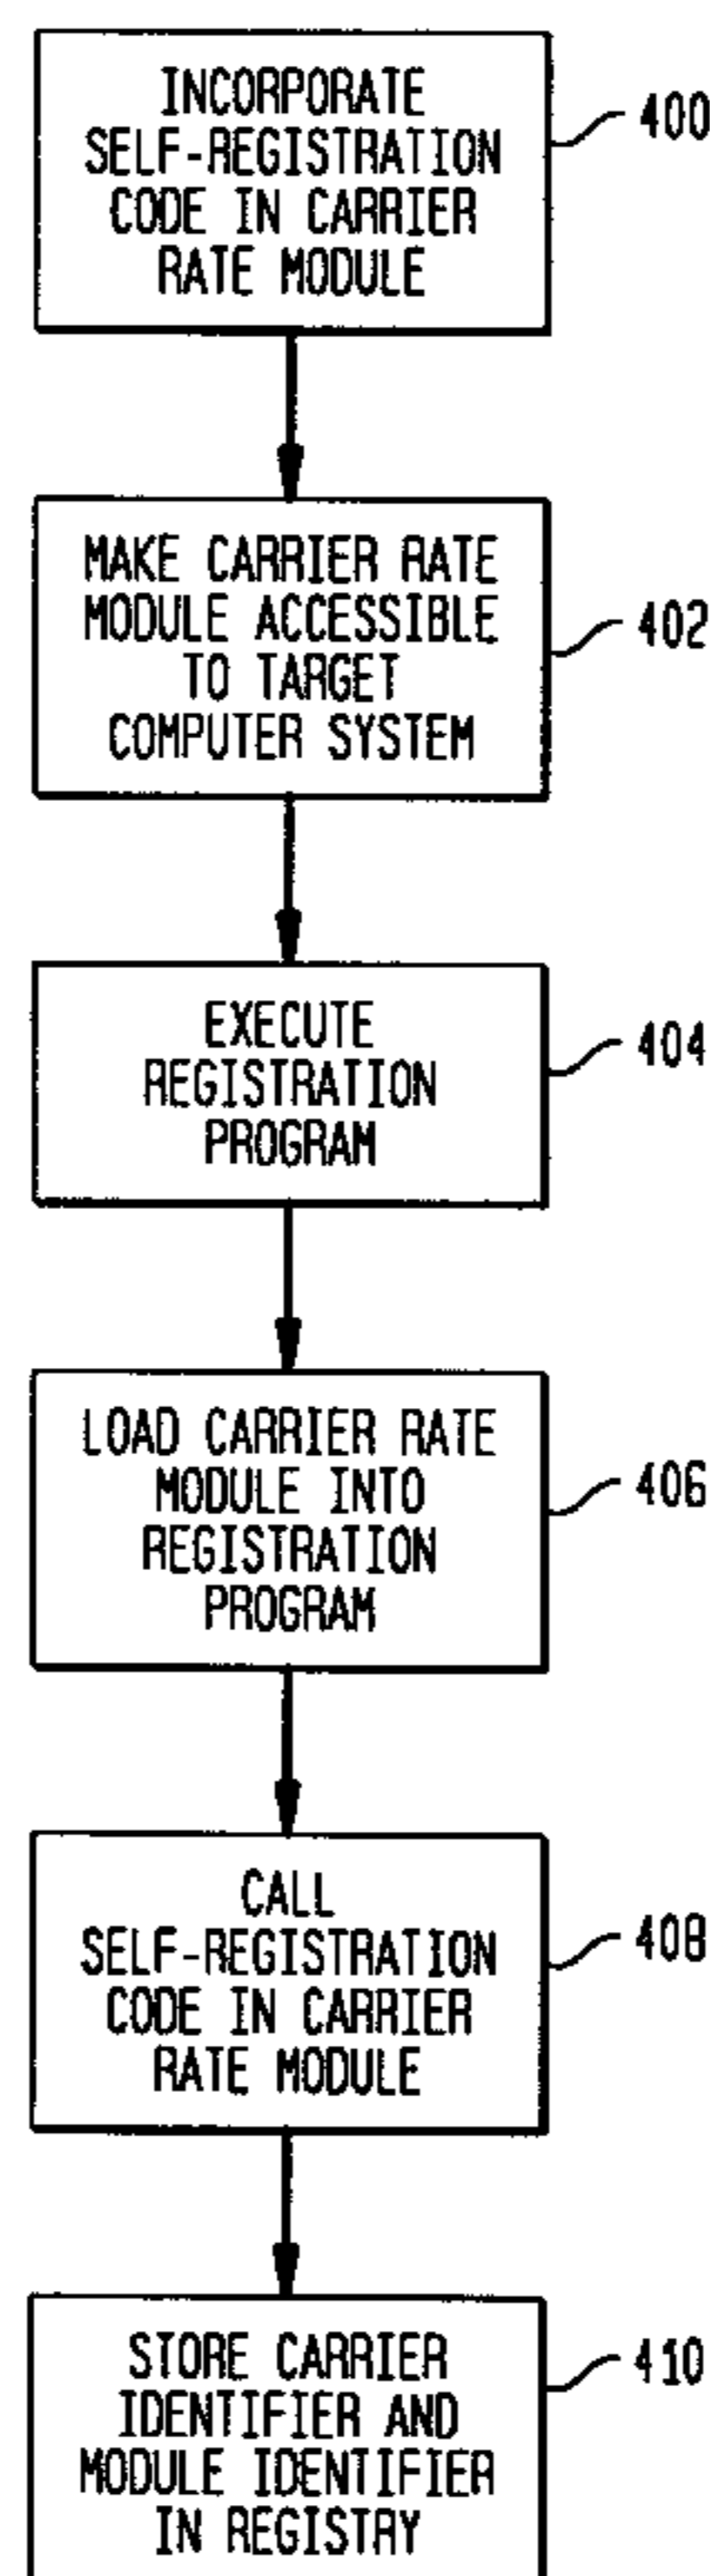 INCORPORATE
SELF-REGISTRATION
CODE IN CARRIER
RATE MODULE
400
MAKE CARRIER RATE
MODULE ACCESSIBLE
TO TARGET
COMPUTER SYSTEM
402
EXECUTE
REGISTRATION
PROGRAM
404
LOAD CARRIER RATE
MODULE INTO
REGISTRATION
PROGRAM
406
CALL
SELF-REGISTRATION
CODE IN CARRIER
RATE MODULE
408
STORE CARRIER
IDENTIFIER AND
MODULE IDENTIFIER
IN REGISTRY
410